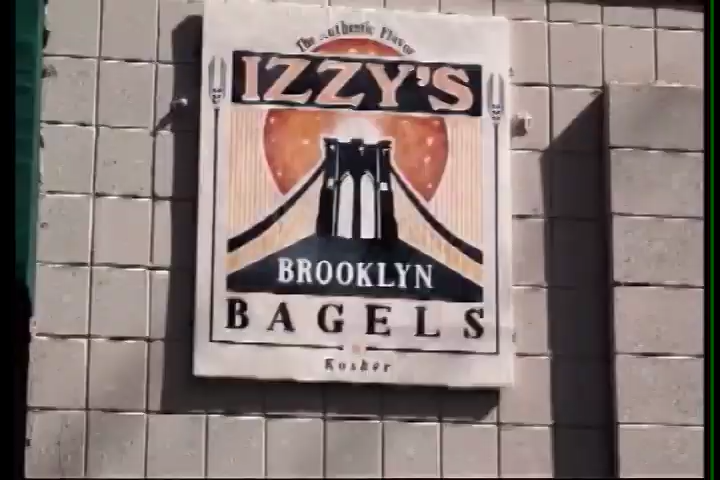 The Authentic Flavor
IZZY'S
BROOKLYN
BAGELS
Kosher